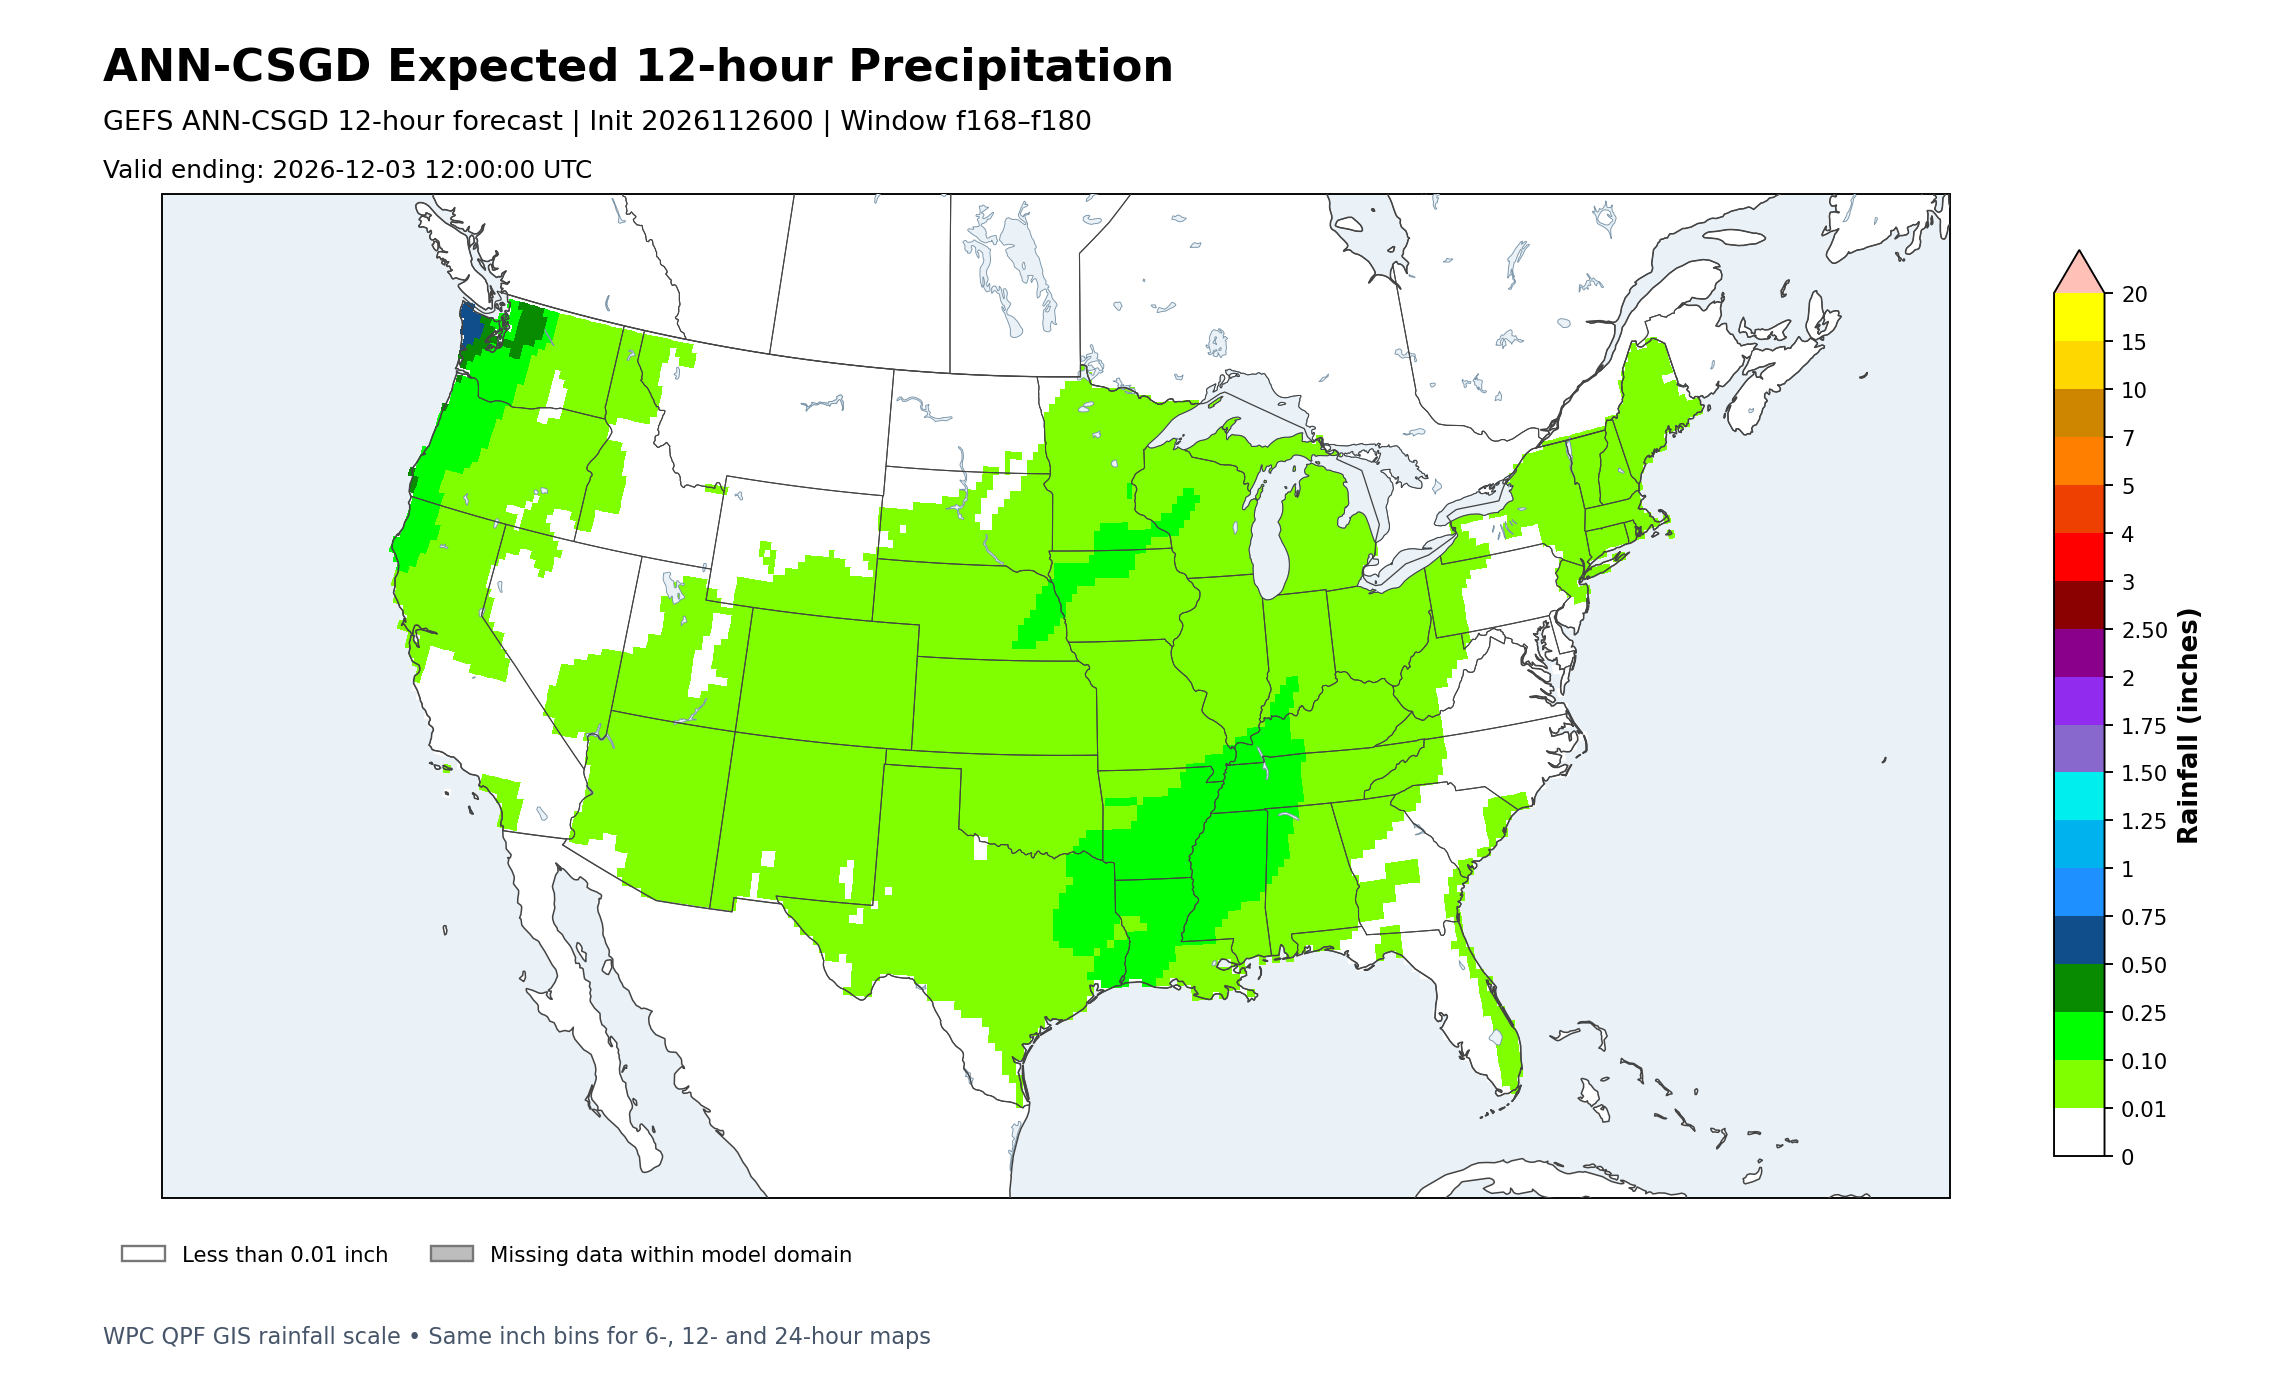 ANN-CSGD Expected 12-hour Precipitation
GEFS ANN-CSGD 12-hour forecast | Init 2026112600 | Window f168–f180
Valid ending: 2026-12-03 12:00:00 UTC
20
15
10
7
5
4
3
2.50
2
1.75
1.50
1.25
1
0.75
0.50
0.25
0.10
0.01
0
Rainfall (inches)
Less than 0.01 inch
Missing data within model domain
WPC QPF GIS rainfall scale • Same inch bins for 6-, 12- and 24-hour maps